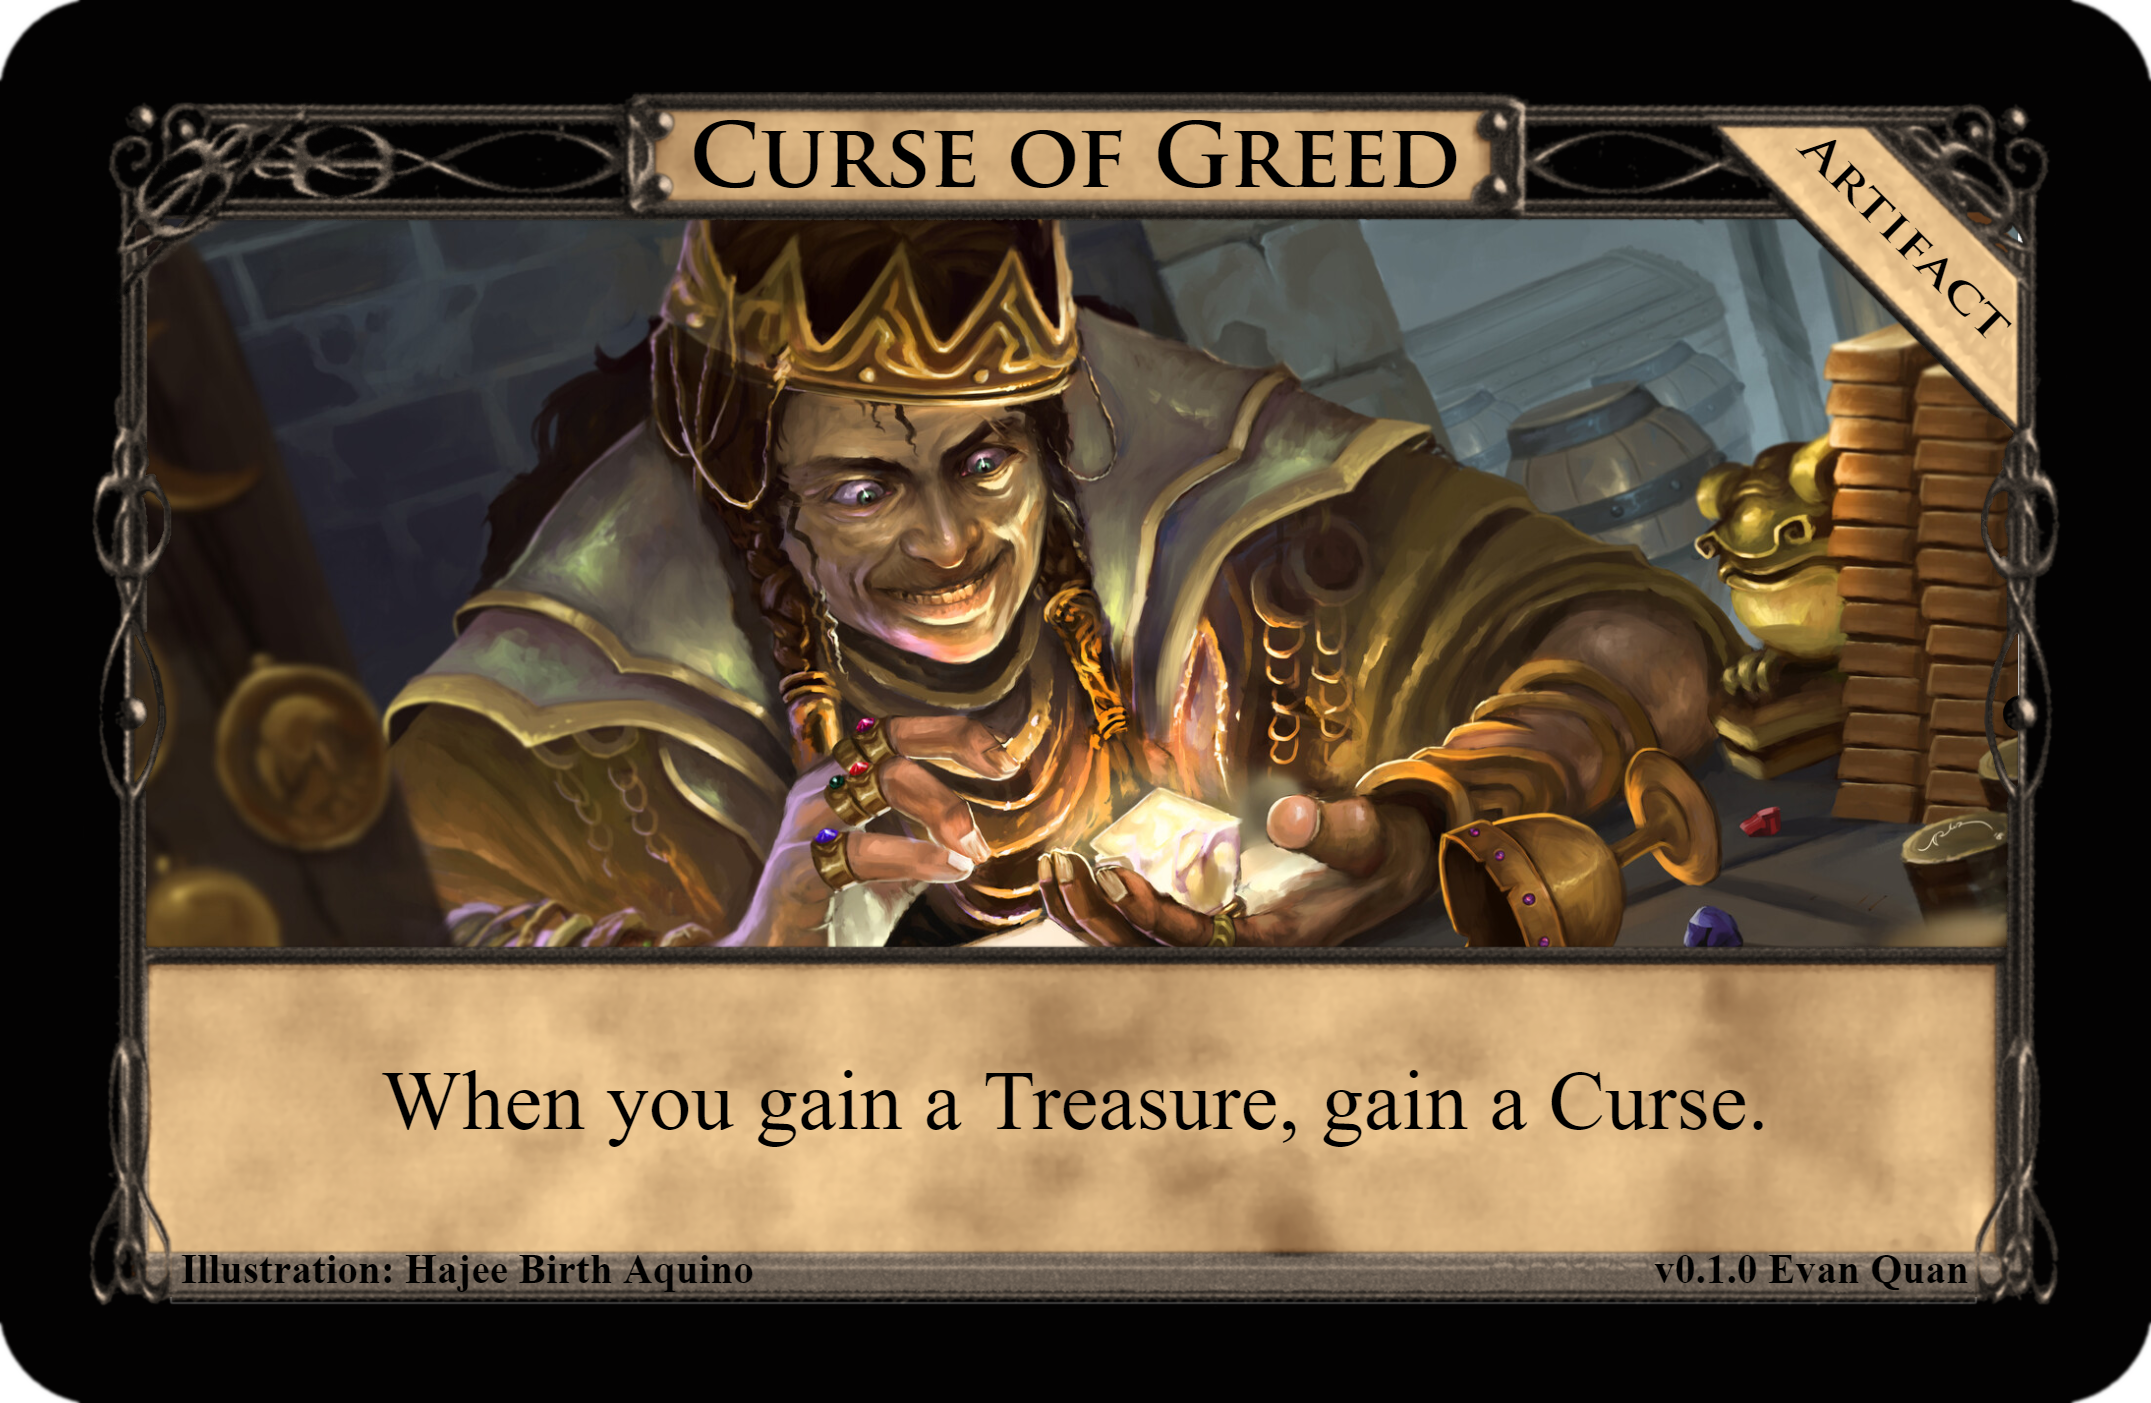 Curse of Greed
Artifact
When you gain a Treasure, gain a Curse.
Illustration: Hajee Birth Aquino
v0.1.0 Evan Quan